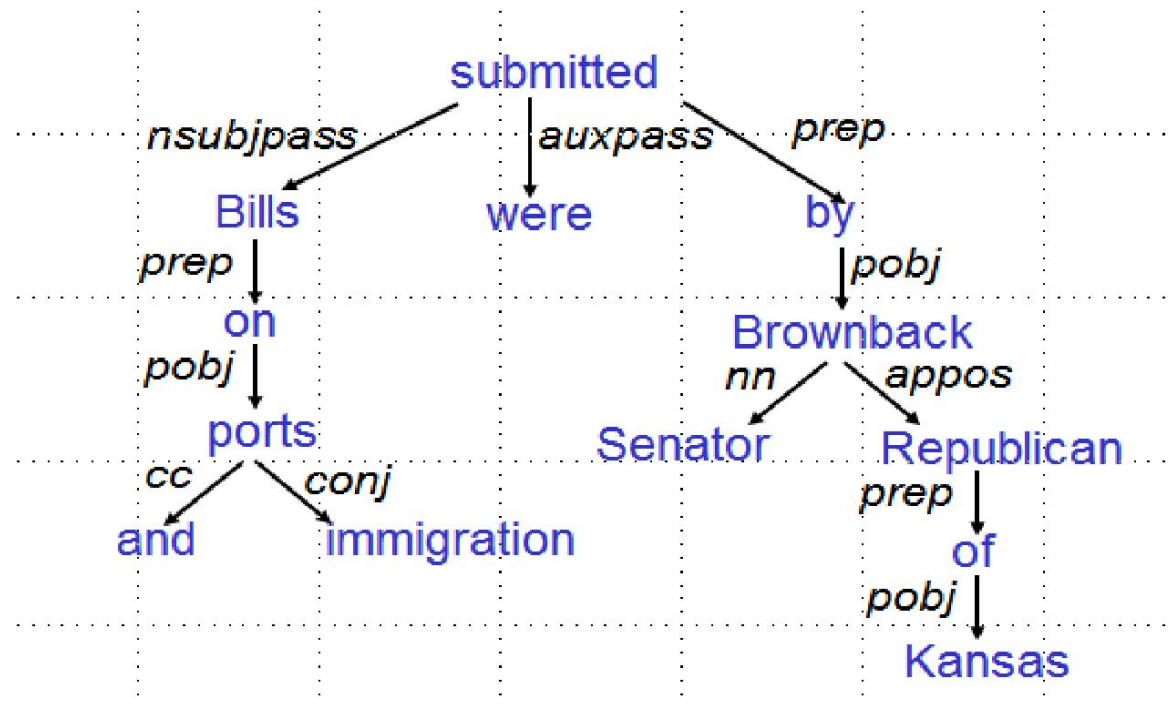 submitted
nsubjpass auxpass prep
Bills were by
prep pobj
on Brownback
pobj nn appos
ports Senator Republican
cc conj prep
and immigration of
pobj
Kansas